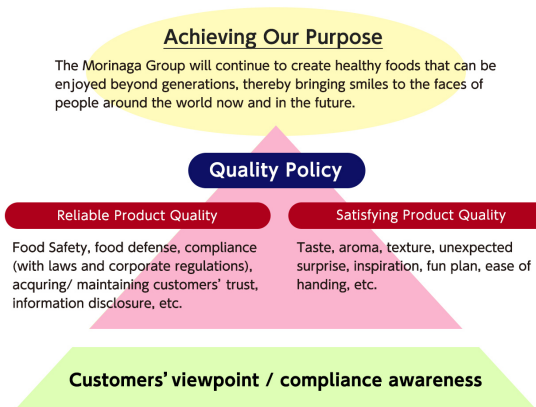 Achieving Our Purpose
The Morinaga Group will continue to create healthy foods that can be
enjoyed beyond generations, thereby bringing smiles to the faces of
people around the world now and in the future.
Quality Policy
Reliable Product Quality
Food Safety, food defense, compliance
(with laws and corporate regulations),
acquring/ maintaining customers’ trust,
information disclosure, etc.
Satisfying Product Quality
Taste, aroma, texture, unexpected
surprise, inspiration, fun plan, ease of
handing, etc.
Customers’ viewpoint / compliance awareness